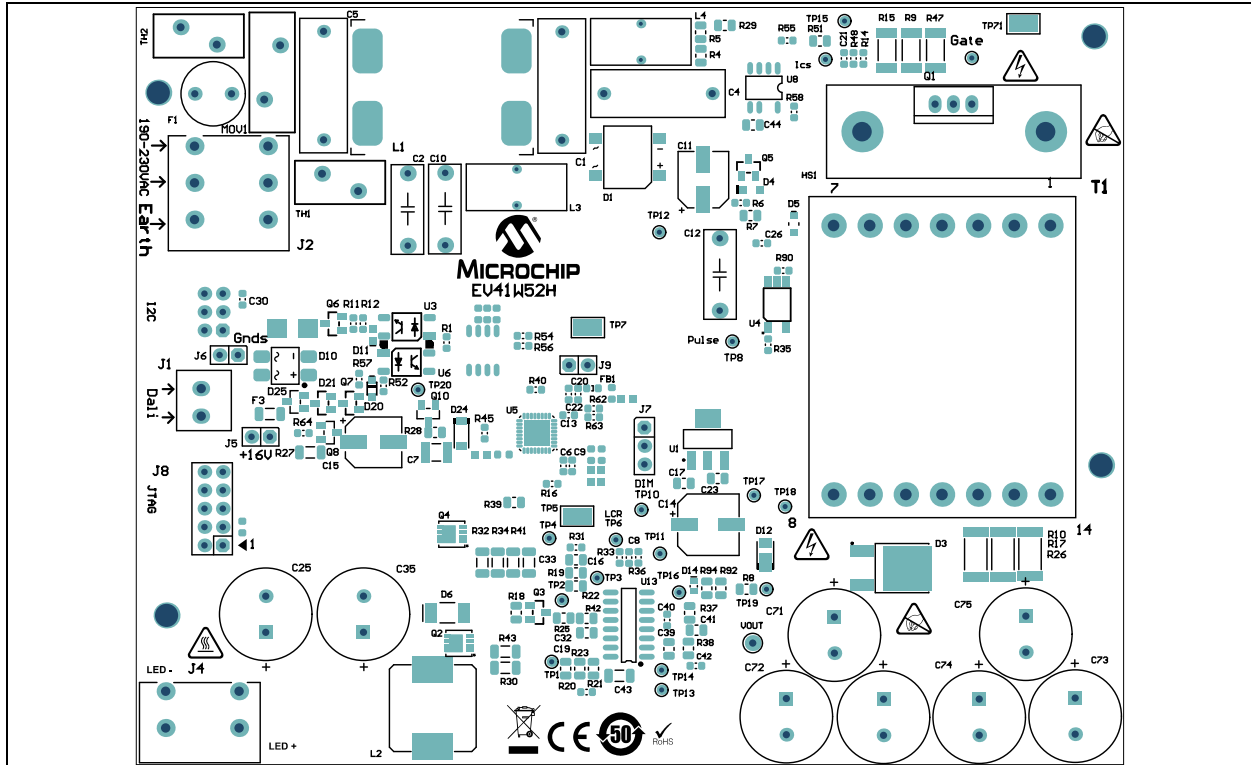 TH2
F1
MOV1
C5
L1
C2
C10
TH1
L3
190-230VAC
Earth
J2
L4
R29
R5
R4
C4
C1
D1
R55
TP15
R51
Ics
C21
R18
R14
R15
R9
R47
Gate
TP71
Q1
U8
R58
C44
C11
Q5
D4
R6
R7
TP12
C12
C26
D5
HS1
7
1
T1
R90
U4
R35
Pulse
TP8
MICROCHIP
EV41W52H
I2C
C30
Gnds
J6
J1
Dali
D10
Q6
R11
R12
U3
D11
R1
R57
R52
U6
TP20
D25
D21
Q7
D20
Q10
F3
R64
J5
+16V
R27
Q8
C15
R28
C7
D24
R45
R54
R56
TP7
J9
R40
C20
FB1
U5
C22
C13
R62
R63
J7
DIM
TP10
C6
C9
R16
U1
C17
C23
C14
TP17
TP18
8
14
J8
JTAG
1
R39
TP5
TP4
LCR
TP6
Q4
R32
R34
R41
C33
R31
R33
C8
R36
TP11
R19
C16
TP3
TP2
TP16
D14
R94
R92
R8
TP19
D12
D3
R10
R17
R26
C25
C35
D6
Q2
R43
R30
R18
Q3
R25
R22
R42
C32
U13
C40
C39
R37
C41
R38
C42
C19
TP1
R23
R20
R21
C43
TP14
TP13
VOUT
C71
C75
C72
C74
C73
+
+
+
+
+
+
+
+
J4
LED -
LED +
L2
CE
50
RoHS